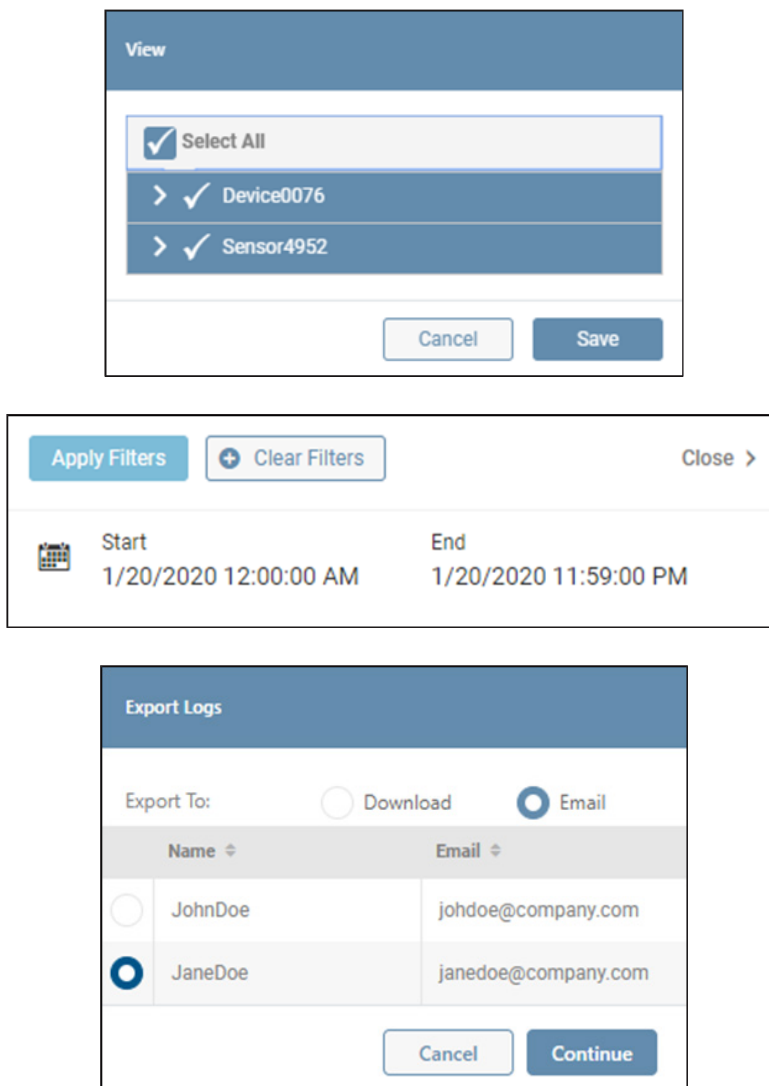 View
Select All
Device0076
Sensor4952
Cancel Save
Apply Filters Clear Filters Close >
Start End
1/20/2020 12:00:00 AM 1/20/2020 11:59:00 PM
Export Logs
Export To: Download Email
Name Email
JohnDoe johdoe@company.com
JaneDoe janedoe@company.com
Cancel Continue